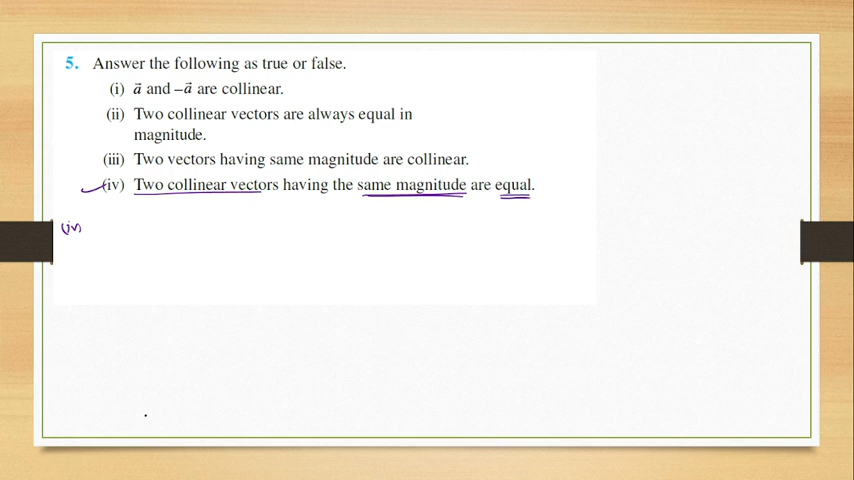 5. Answer the following as true or false.
(i) a⃗ and –a⃗ are collinear.
(ii) Two collinear vectors are always equal in
magnitude.
(iii) Two vectors having same magnitude are collinear.
(iv) Two collinear vectors having the same magnitude are equal.
(iv)